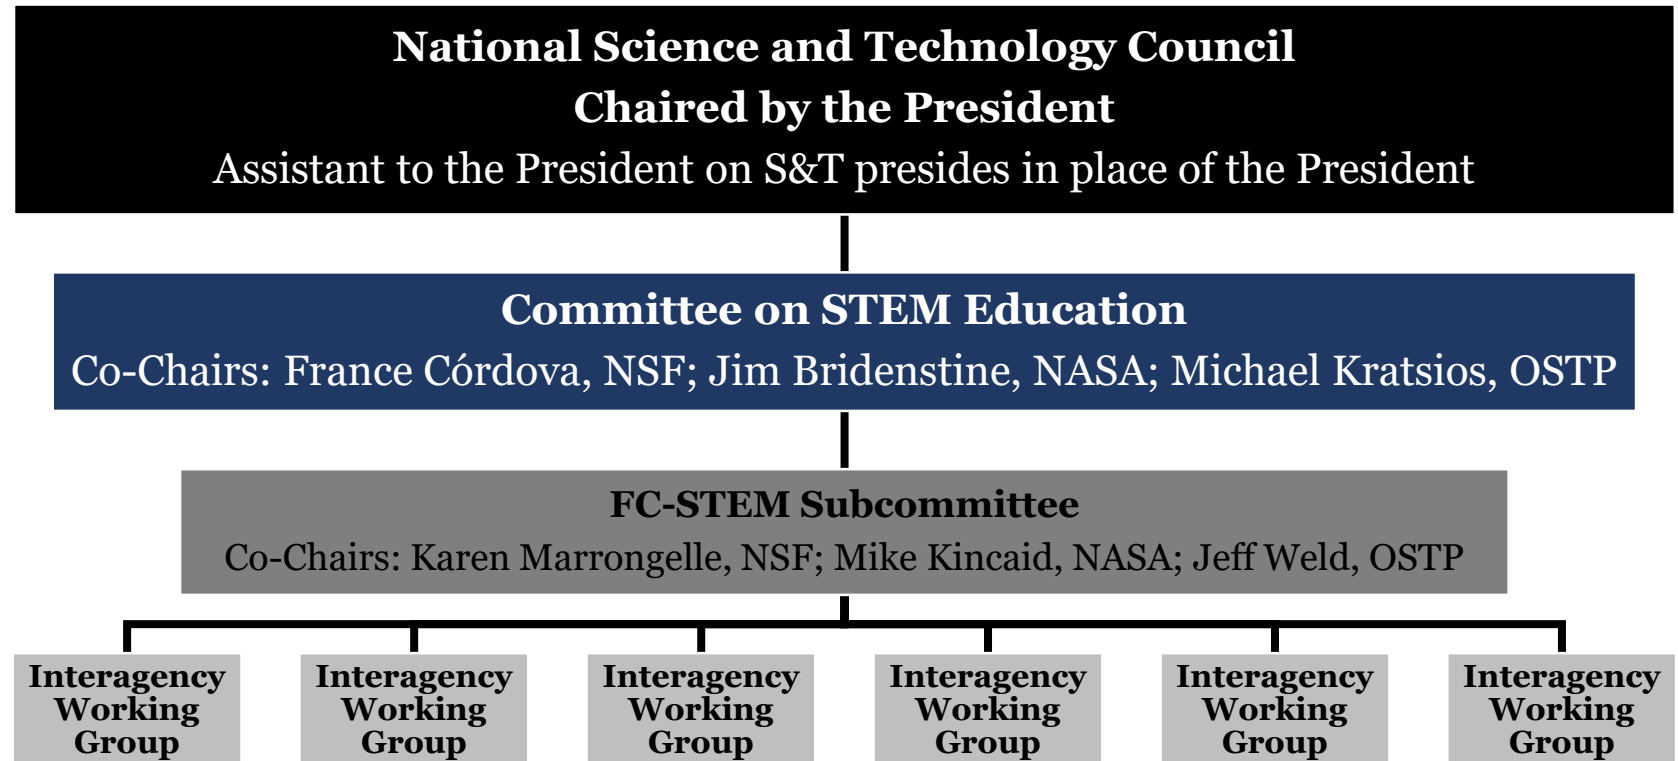 National Science and Technology Council
Chaired by the President
Assistant to the President on S&T presides in place of the President
Committee on STEM Education
Co-Chairs: France Córdova, NSF; Jim Bridenstine, NASA; Michael Kratsios, OSTP
FC-STEM Subcommittee
Co-Chairs: Karen Marrongelle, NSF; Mike Kincaid, NASA; Jeff Weld, OSTP
Interagency
Working
Group
Interagency
Working
Group
Interagency
Working
Group
Interagency
Working
Group
Interagency
Working
Group
Interagency
Working
Group